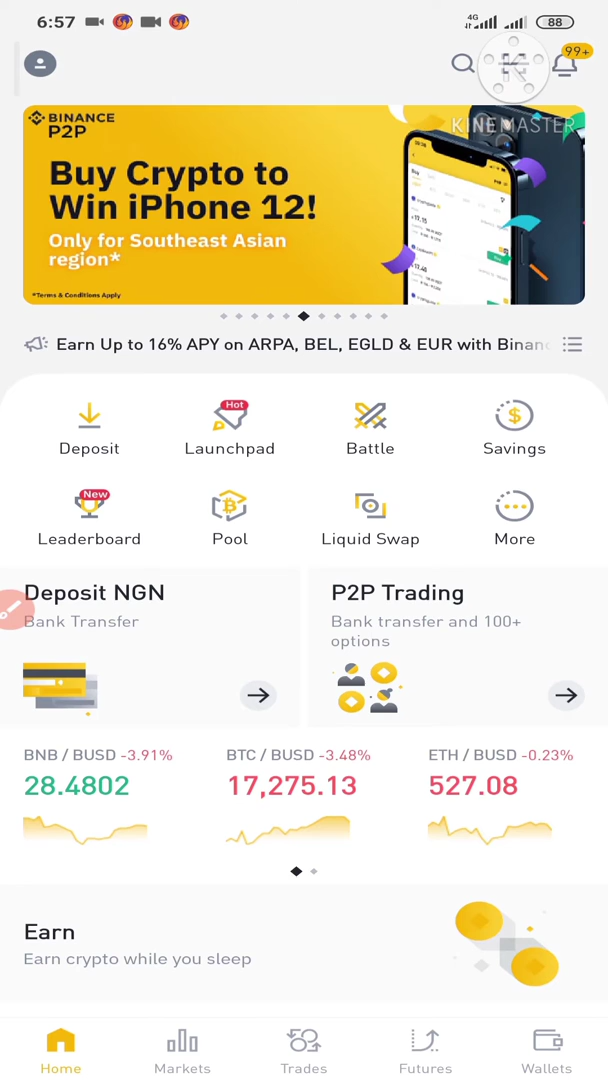 6:57
4G
88
99+
BINANCE
P2P
KINEMASTER
Buy Crypto to
Win iPhone 12!
Only for Southeast Asian
region*
*Terms & Conditions Apply
Earn Up to 16% APY on ARPA, BEL, EGLD & EUR with Binanc
Deposit
Hot
Launchpad
Battle
Savings
New
Leaderboard
Pool
Liquid Swap
More
Deposit NGN
Bank Transfer
P2P Trading
Bank transfer and 100+
options
BNB / BUSD -3.91%
28.4802
BTC / BUSD -3.48%
17,275.13
ETH / BUSD -0.23%
527.08
Earn
Earn crypto while you sleep
Home
Markets
Trades
Futures
Wallets